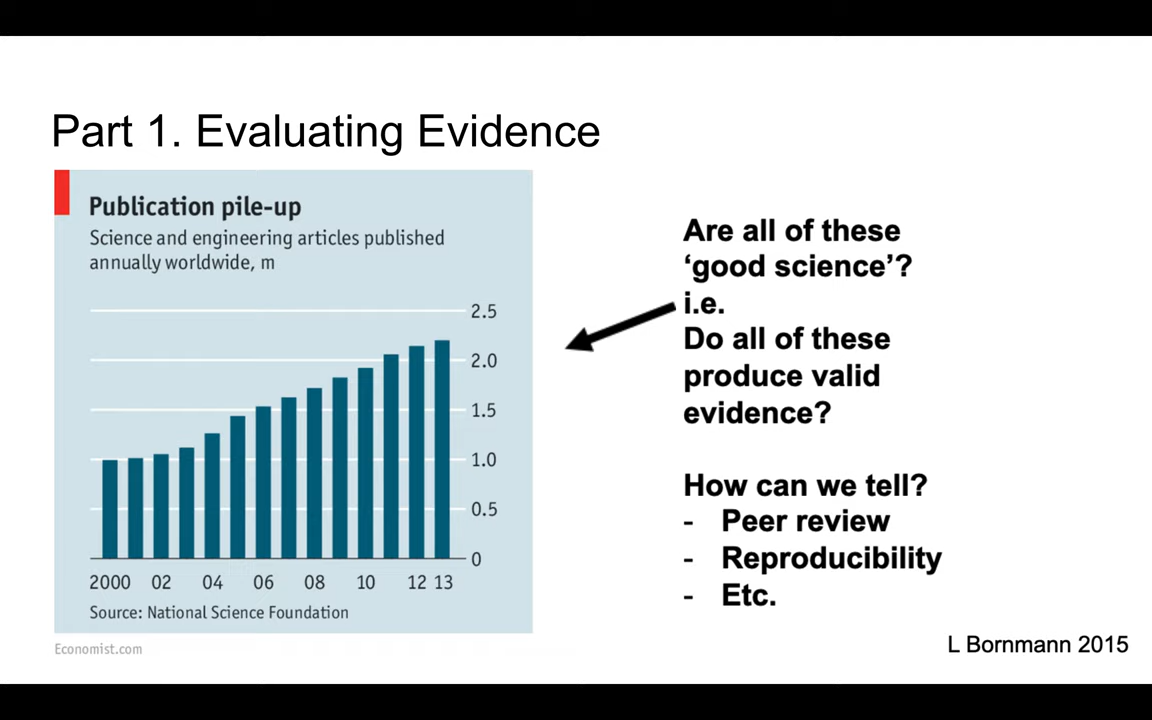 Part 1. Evaluating Evidence
Publication pile-up
Science and engineering articles published
annually worldwide, m
2.5
2.0
1.5
1.0
0.5
0
2000 02 04 06 08 10 12 13
Source: National Science Foundation
Economist.com
Are all of these
‘good science’?
i.e.
Do all of these
produce valid
evidence?
How can we tell?
- Peer review
- Reproducibility
- Etc.
L Bornmann 2015